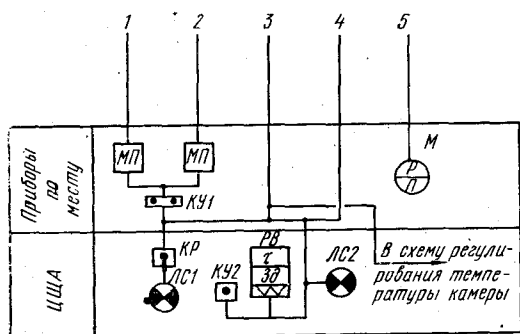 1
2
3
4
5
Приборы
по
месту
МП
МП
М
Р
П
КУ1
ЦЩА
КР
ЛС1
КУ2
РВ
τ
Зд
ЛС2
В схему регули-
рования темпе-
ратуры камеры